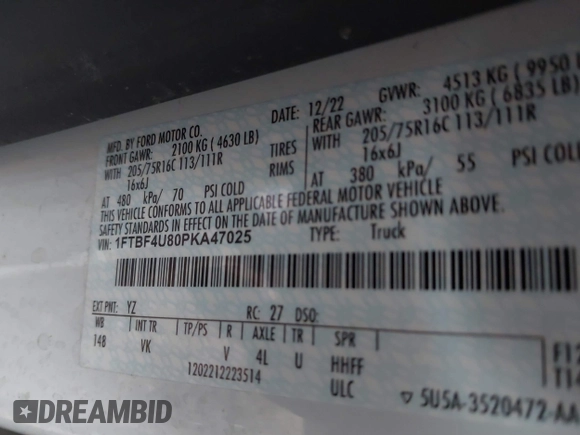 MFD. BY FORD MOTOR CO.
DATE: 12/22 GVWR: 4513 KG ( 9950
FRONT GAWR: 2100 KG ( 4630 LB)
REAR GAWR: 3100 KG ( 6835 LB)
WITH 205/75R16C 113/111R TIRES WITH 205/75R16C 113/111R
16x6J RIMS 16x6J
AT 480 kPa/ 70 PSI COLD AT 380 kPa/ 55 PSI COLD
THIS VEHICLE CONFORMS TO ALL APPLICABLE FEDERAL MOTOR VEHICLE
SAFETY STANDARDS IN EFFECT ON THE DATE OF MANUFACTURE SHOWN ABOVE.
VIN: 1FTBF4U80PKA47025 TYPE: Truck
EXT PNT: YZ RC: 27 DSO:
WB INT TR TP/PS R AXLE TR SPR
148 VK V 4L U HHFF
1202212223514 ULC
5U5A-3520472-AA
DREAMBID